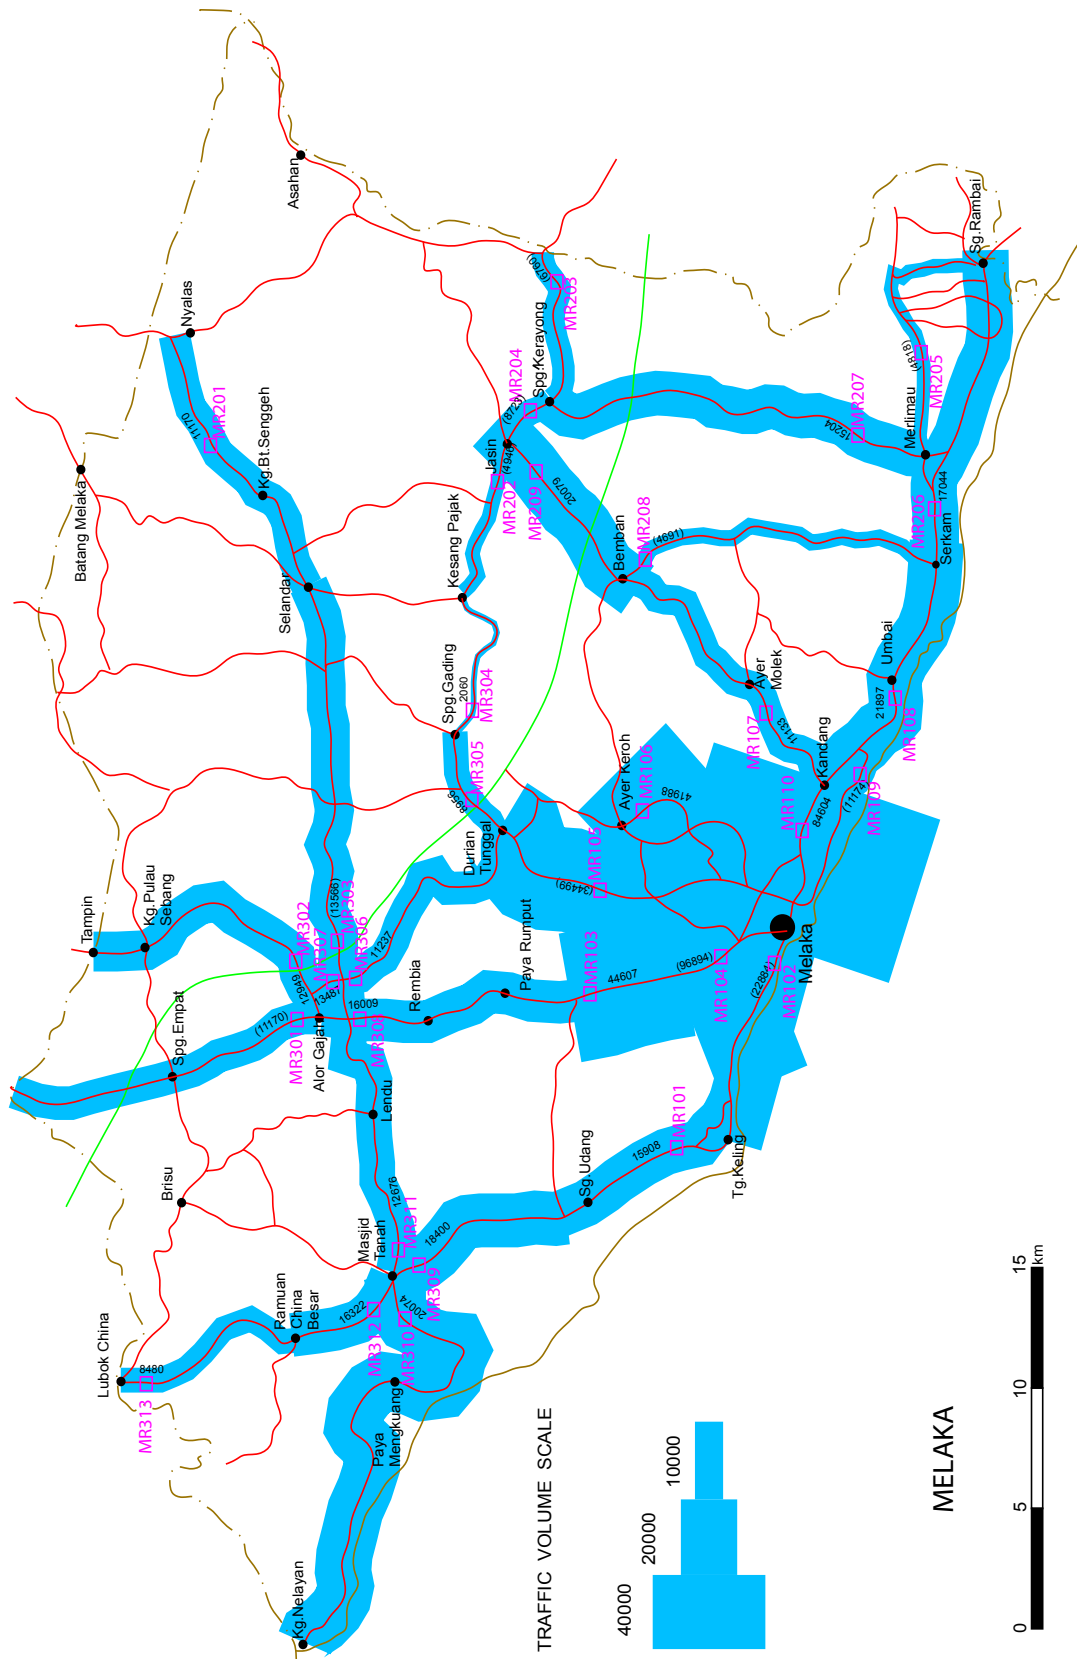 Asahan
Nyalas
MR201
11170
Kg.Bt.Senggeh
Batang Melaka
Selandar
(6760)
MR203
Spg.Kerayong
MR204
(8723)
Jasin
(4946)
MR202
MR209
20079
Kesang Pajak
Bemban
MR208
(4691)
15204
MR207
Merlimau
(4818)
MR205
Sg.Rambai
MR206
17044
Serkam
Umbai
21897
MR108
Spg.Gading
2060
MR304
MR305
8956
Durian
Tunggal
Ayer Keroh
MR106
41988
Ayer
Molek
MR107
11133
MR110
Kandang
84604
(11174)
MR109
Tampin
Kg.Pulau
Sebang
MR302
12949
MR307
13487
(13566)
MR303
MR306
11237
MR105
(34499)
Paya Rumput
MR103
44607
(96894)
MR104
Melaka
(22884)
MR102
Spg.Empat
(11170)
MR301
Alor Gajah
16009
MR308
Rembia
Lendu
Brisu
12676
Masjid
Tanah
MR311
18400
MR309
Sg.Udang
15908
MR101
Tg.Keling
Lubok China
8480
MR313
Ramuan
China
Besar
16322
MR312
20074
MR310
Paya
Mengkuang
Kg.Nelayan
TRAFFIC VOLUME SCALE
40000
20000
10000
MELAKA
0
5
10
15
km